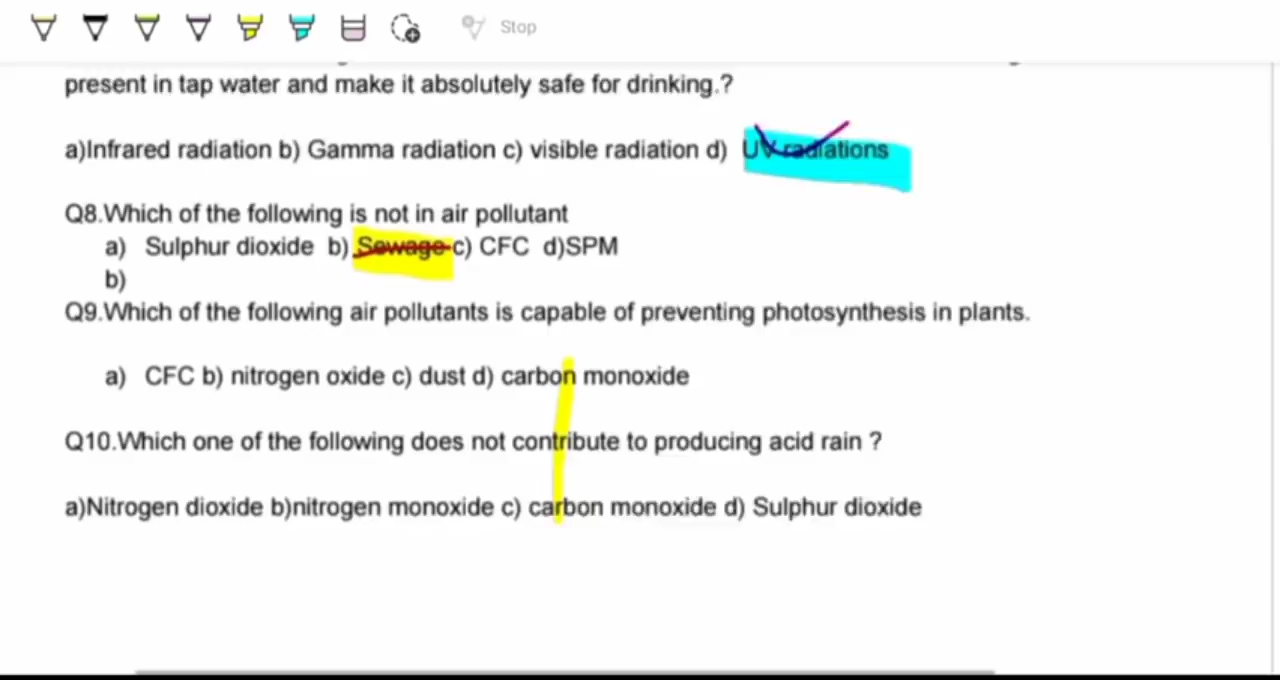 Stop
present in tap water and make it absolutely safe for drinking.?
a)Infrared radiation b) Gamma radiation c) visible radiation d) UV radiations
Q8.Which of the following is not in air pollutant
a) Sulphur dioxide b) Sewage c) CFC d)SPM
b)
Q9.Which of the following air pollutants is capable of preventing photosynthesis in plants.
a) CFC b) nitrogen oxide c) dust d) carbon monoxide
Q10.Which one of the following does not contribute to producing acid rain ?
a)Nitrogen dioxide b)nitrogen monoxide c) carbon monoxide d) Sulphur dioxide